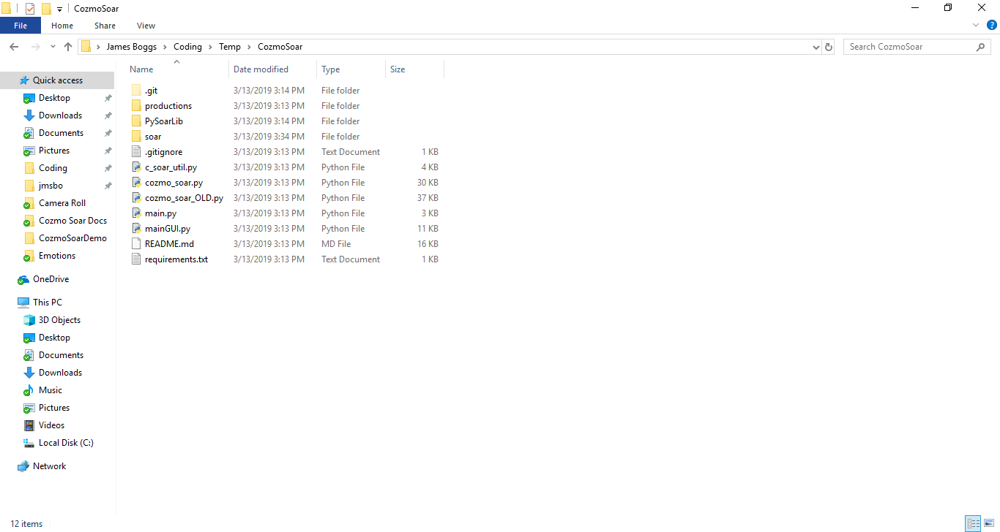 CozmoSoar
File Home Share View
James Boggs Coding Temp CozmoSoar Search CozmoSoar
Name Date modified Type Size
Quick access
Desktop
Downloads
Documents
Pictures
Coding
jmsbo
Camera Roll
Cozmo Soar Docs
CozmoSoarDemo
Emotions
OneDrive
This PC
3D Objects
Desktop
Documents
Downloads
Music
Pictures
Videos
Local Disk (C:)
Network
.git 3/13/2019 3:14 PM File folder
productions 3/13/2019 3:13 PM File folder
PySoarLib 3/13/2019 3:14 PM File folder
soar 3/13/2019 3:34 PM File folder
.gitignore 3/13/2019 3:13 PM Text Document 1 KB
c_soar_util.py 3/13/2019 3:13 PM Python File 4 KB
cozmo_soar.py 3/13/2019 3:13 PM Python File 30 KB
cozmo_soar_OLD.py 3/13/2019 3:13 PM Python File 37 KB
main.py 3/13/2019 3:13 PM Python File 3 KB
mainGUI.py 3/13/2019 3:13 PM Python File 11 KB
README.md 3/13/2019 3:13 PM MD File 16 KB
requirements.txt 3/13/2019 3:13 PM Text Document 1 KB
12 items